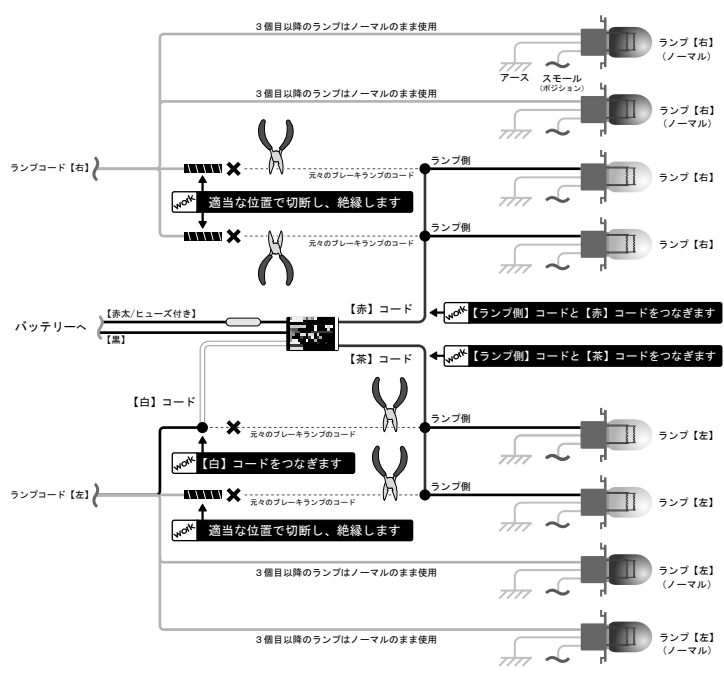 3個目以降のランプはノーマルのまま使用
ランプ【右】
(ノーマル)
アース
スモール
(ポジション)
3個目以降のランプはノーマルのまま使用
ランプ【右】
(ノーマル)
ランプコード【右】
元々のブレーキランプのコード
ランプ側
ランプ【右】
work 適当な位置で切断し、絶縁します
元々のブレーキランプのコード
ランプ側
ランプ【右】
バッテリーへ
【赤太/ヒューズ付き】
【黒】
【赤】コード
work 【ランプ側】コードと【赤】コードをつなぎます
【茶】コード
work 【ランプ側】コードと【茶】コードをつなぎます
【白】コード
元々のブレーキランプのコード
ランプ側
ランプ【左】
work 【白】コードをつなぎます
ランプコード【左】
元々のブレーキランプのコード
ランプ側
ランプ【左】
work 適当な位置で切断し、絶縁します
3個目以降のランプはノーマルのまま使用
ランプ【左】
(ノーマル)
3個目以降のランプはノーマルのまま使用
ランプ【左】
(ノーマル)